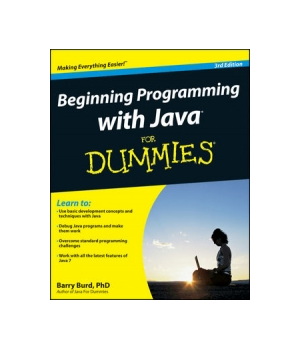 Making Everything Easier!
3rd Edition
Beginning Programming
with Java®
FOR
DUMMIES®
Learn to:
• Use basic development concepts and
techniques with Java
• Debug Java programs and make
them work
• Overcome standard programming
challenges
• Work with all the latest features of
Java 7
Barry Burd, PhD
Author of Java For Dummies